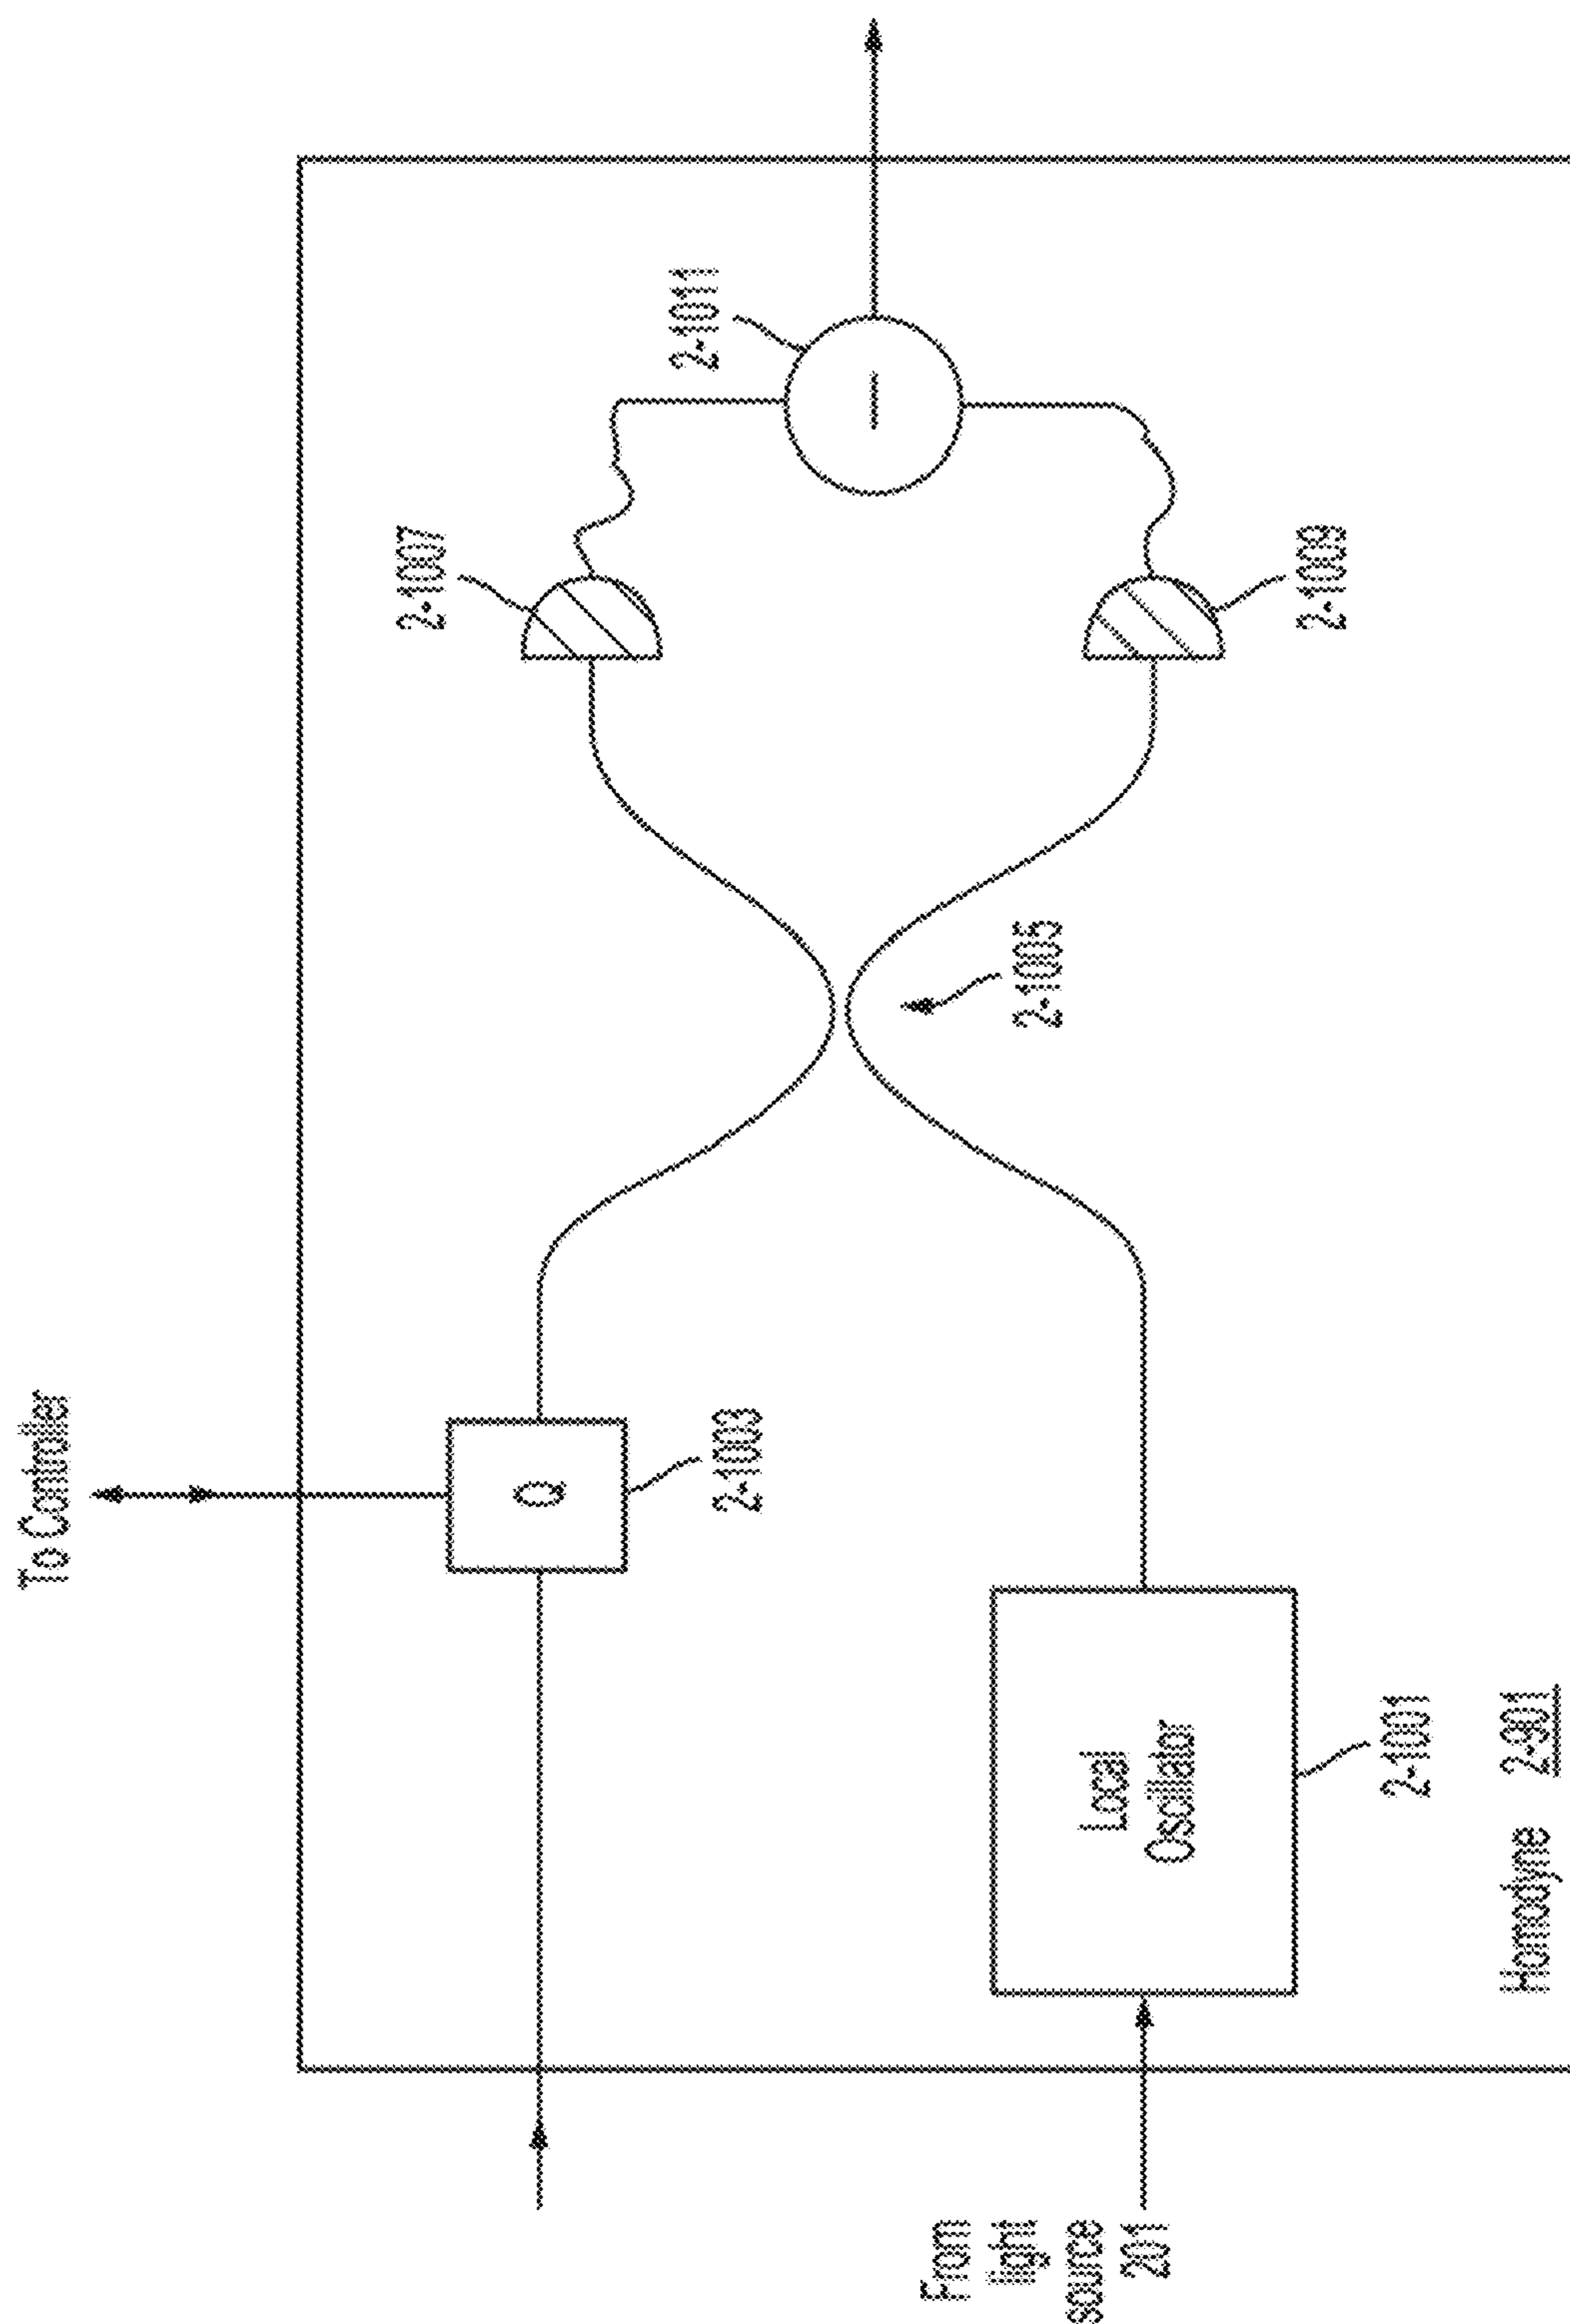 To Controller
Q
2-1003
2-1007
2-1011
2-1005
2-1009
From
light
source
201
Local
Oscillator
2-1001
Homodyne 2-901